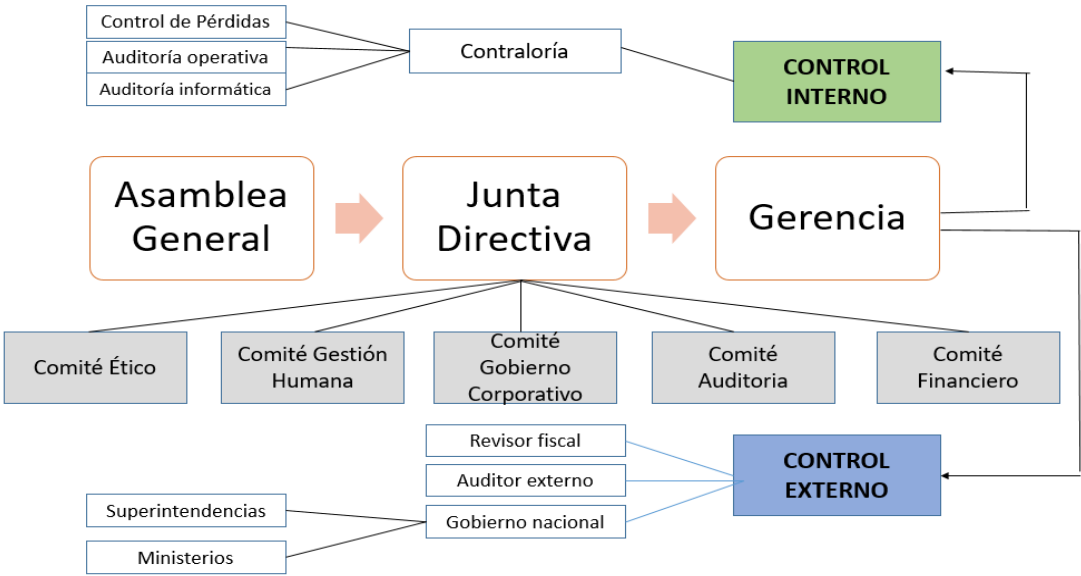 Control de Pérdidas
Auditoría operativa
Auditoría informática
Contraloría
CONTROL
INTERNO
Asamblea
General
Junta
Directiva
Gerencia
Comité Ético
Comité Gestión
Humana
Comité
Gobierno
Corporativo
Comité
Auditoria
Comité
Financiero
Revisor fiscal
Auditor externo
Gobierno nacional
CONTROL
EXTERNO
Superintendencias
Ministerios